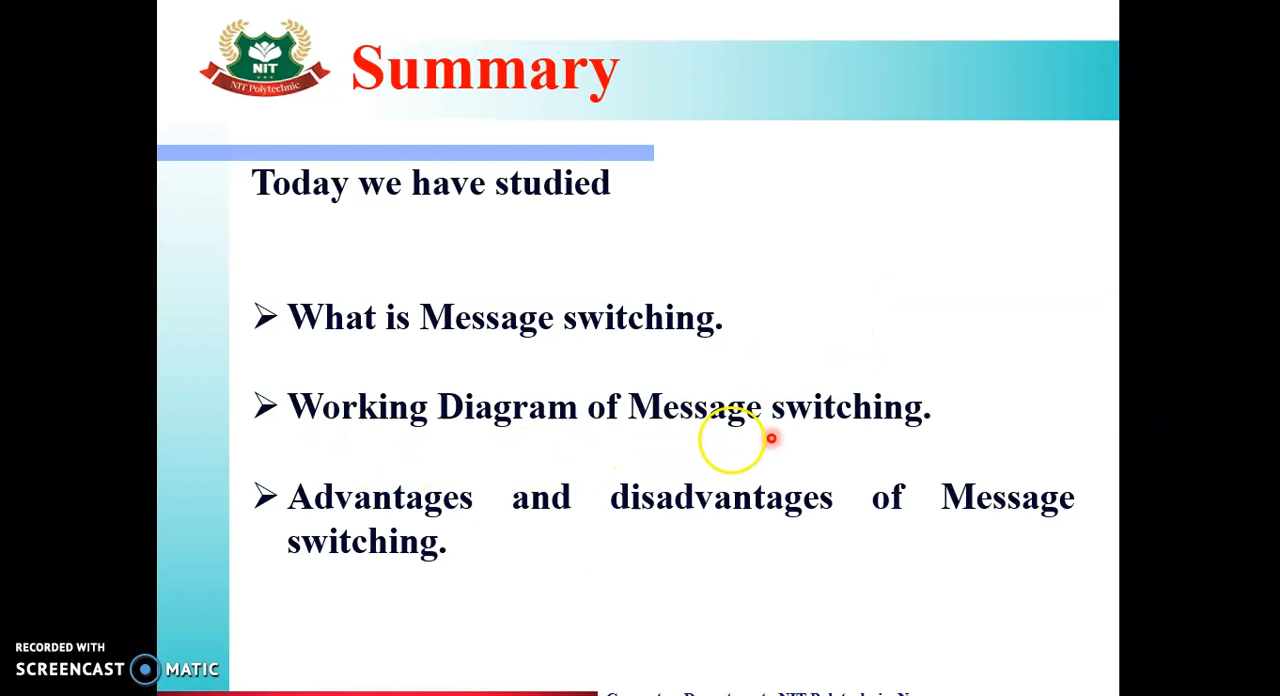 NIT
NIT Polytechnic
Summary
Today we have studied
What is Message switching.
Working Diagram of Message switching.
Advantages and disadvantages of Message
switching.
RECORDED WITH
SCREENCAST MATIC